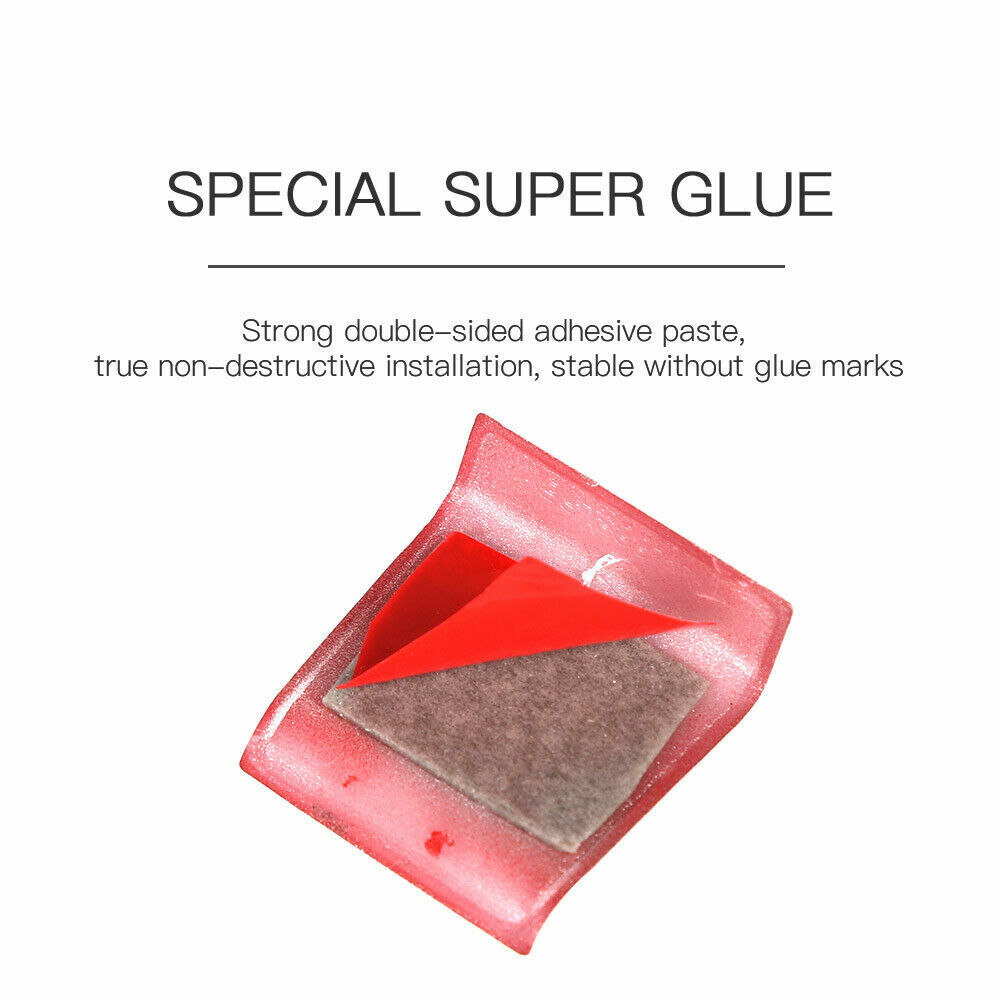 SPECIAL SUPER GLUE
Strong double-sided adhesive paste,
true non-destructive installation, stable without glue marks